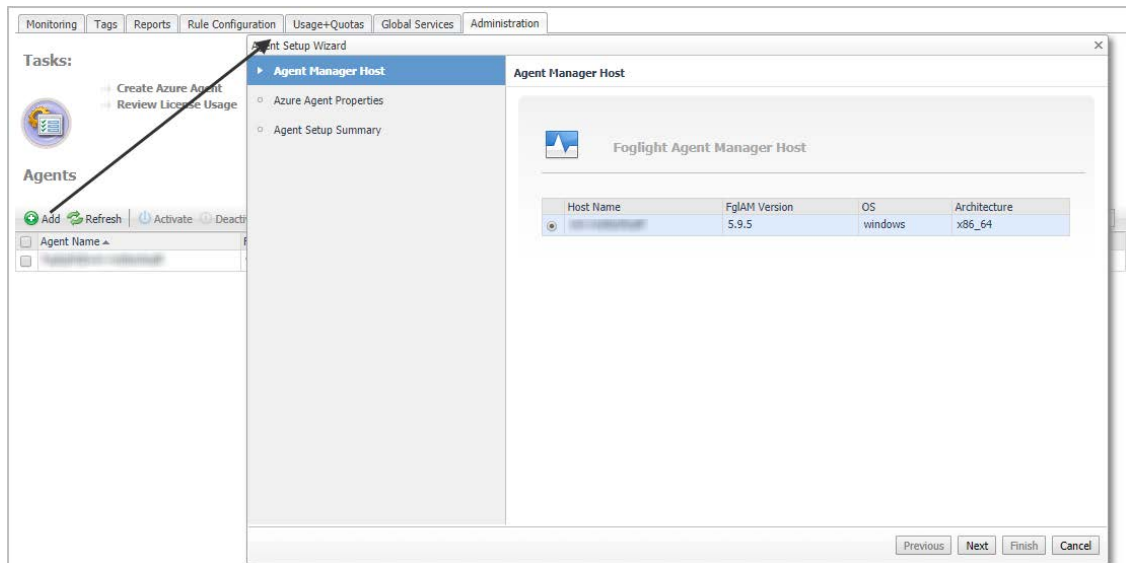 Monitoring Tags Reports Rule Configuration Usage+Quotas Global Services Administration
Agent Setup Wizard
Tasks:
Create Azure Agent
Review License Usage
Agents
Add Refresh Activate Deacti
Agent Name
Agent Manager Host
Azure Agent Properties
Agent Setup Summary
Agent Manager Host
Foglight Agent Manager Host
Host Name FglAM Version OS Architecture
5.9.5 windows x86_64
Previous Next Finish Cancel